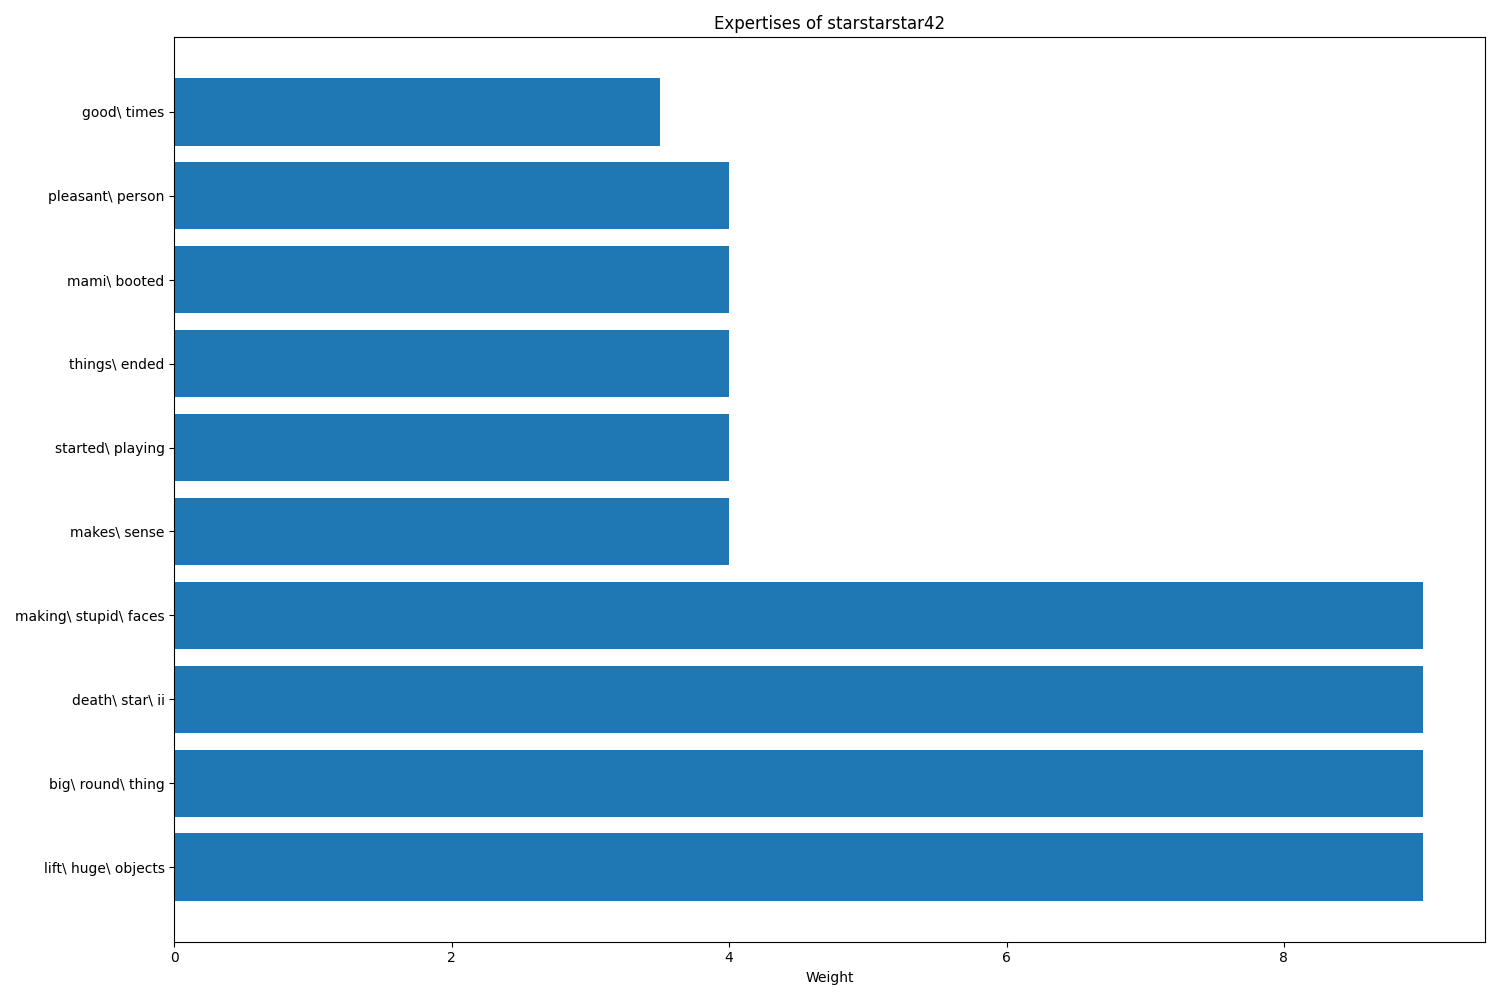 Expertises of starstarstar42
good\ times
pleasant\ person
mami\ booted
things\ ended
started\ playing
makes\ sense
making\ stupid\ faces
death\ star\ ii
big\ round\ thing
lift\ huge\ objects
0 2 4 6 8
Weight